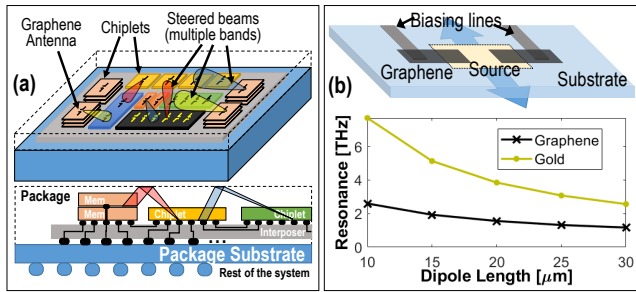 Graphene
Antenna
Chiplets
Steered beams
(multiple bands)
(a)
Package
Mem
Mem
Chiplet
Chiplet
Interposer
...
Package Substrate
Rest of the system
(b)
Biasing lines
Graphene
Source
Substrate
Resonance [THz]
6
4
2
0
Graphene
Gold
10
15
20
25
30
Dipole Length [μm]